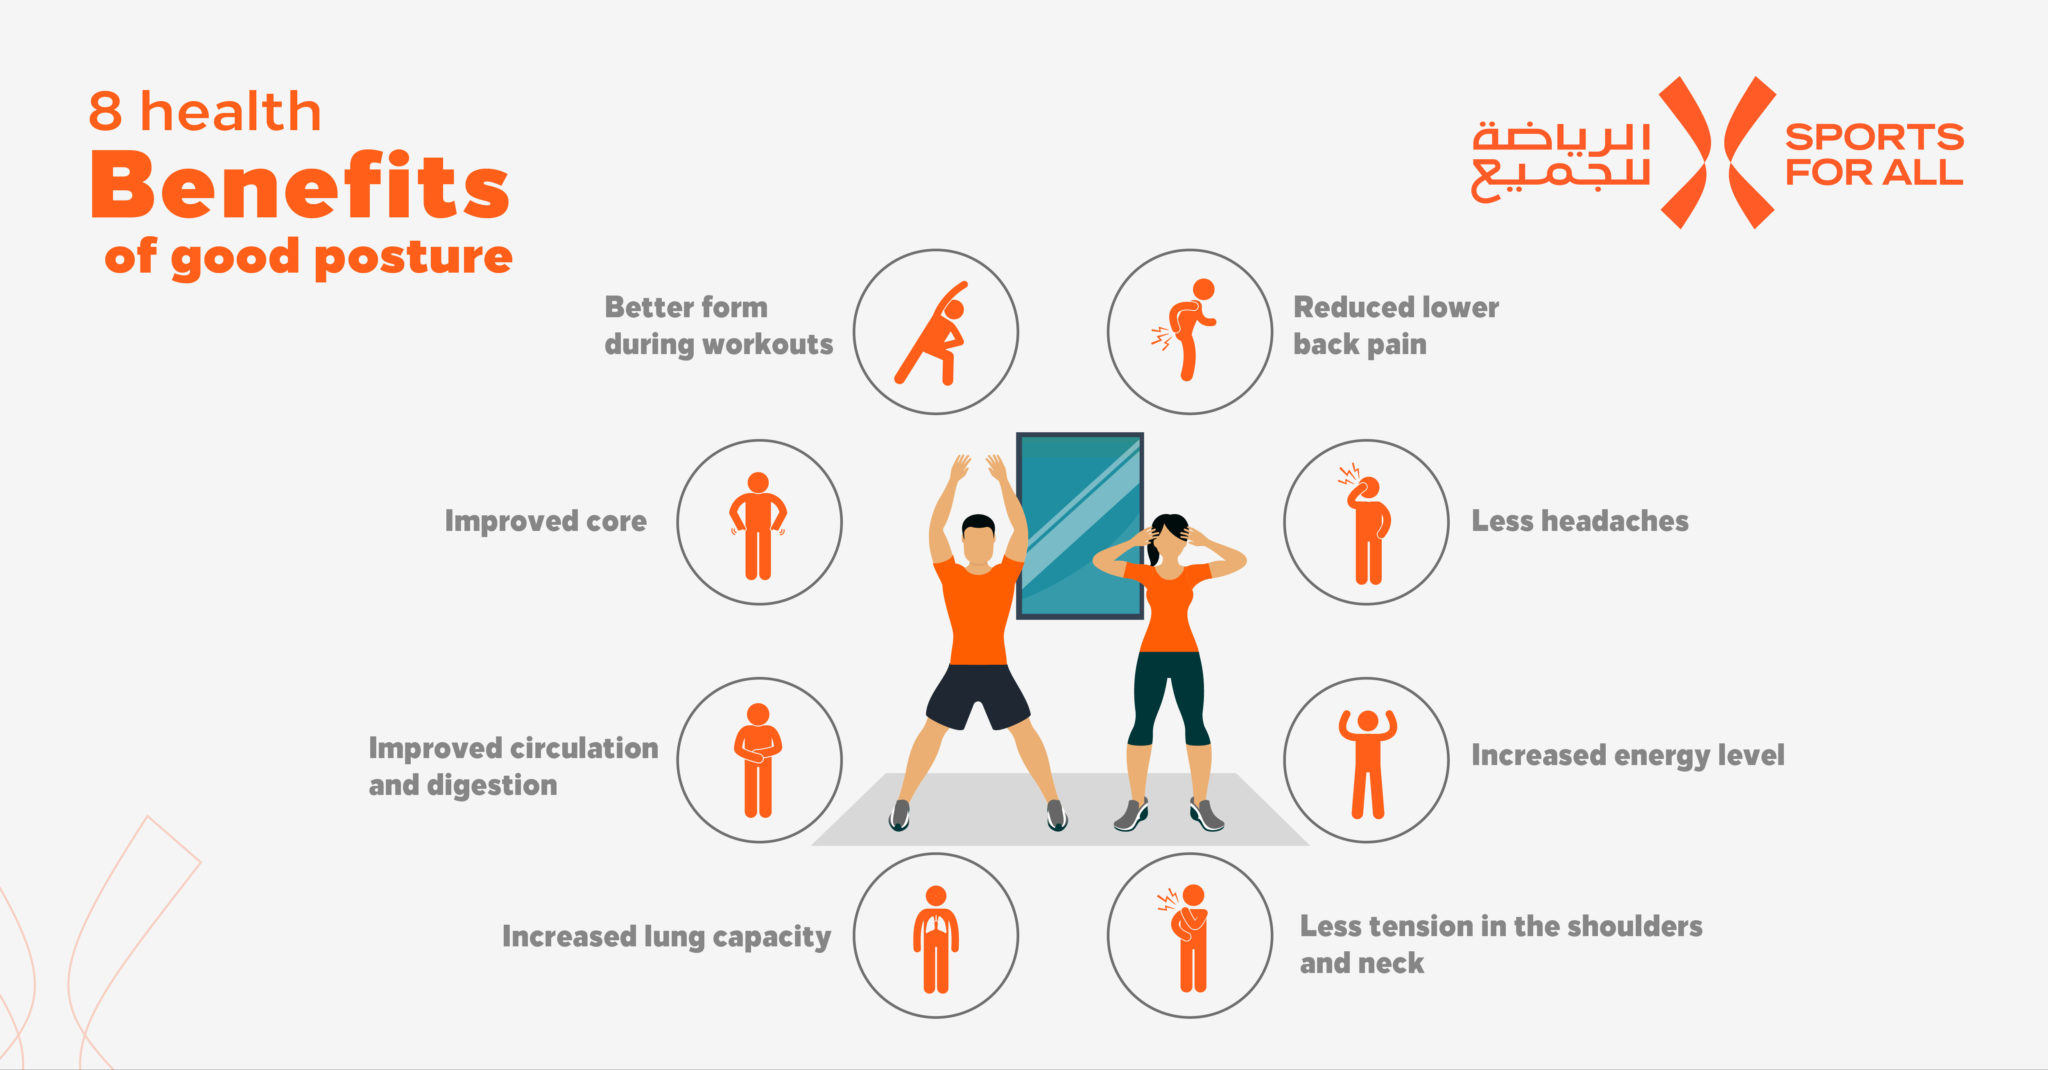 8 health
Benefits
of good posture
الرياضة
للجميع
SPORTS
FOR ALL
Better form
during workouts
Reduced lower
back pain
Improved core
Less headaches
Improved circulation
and digestion
Increased energy level
Increased lung capacity
Less tension in the shoulders
and neck